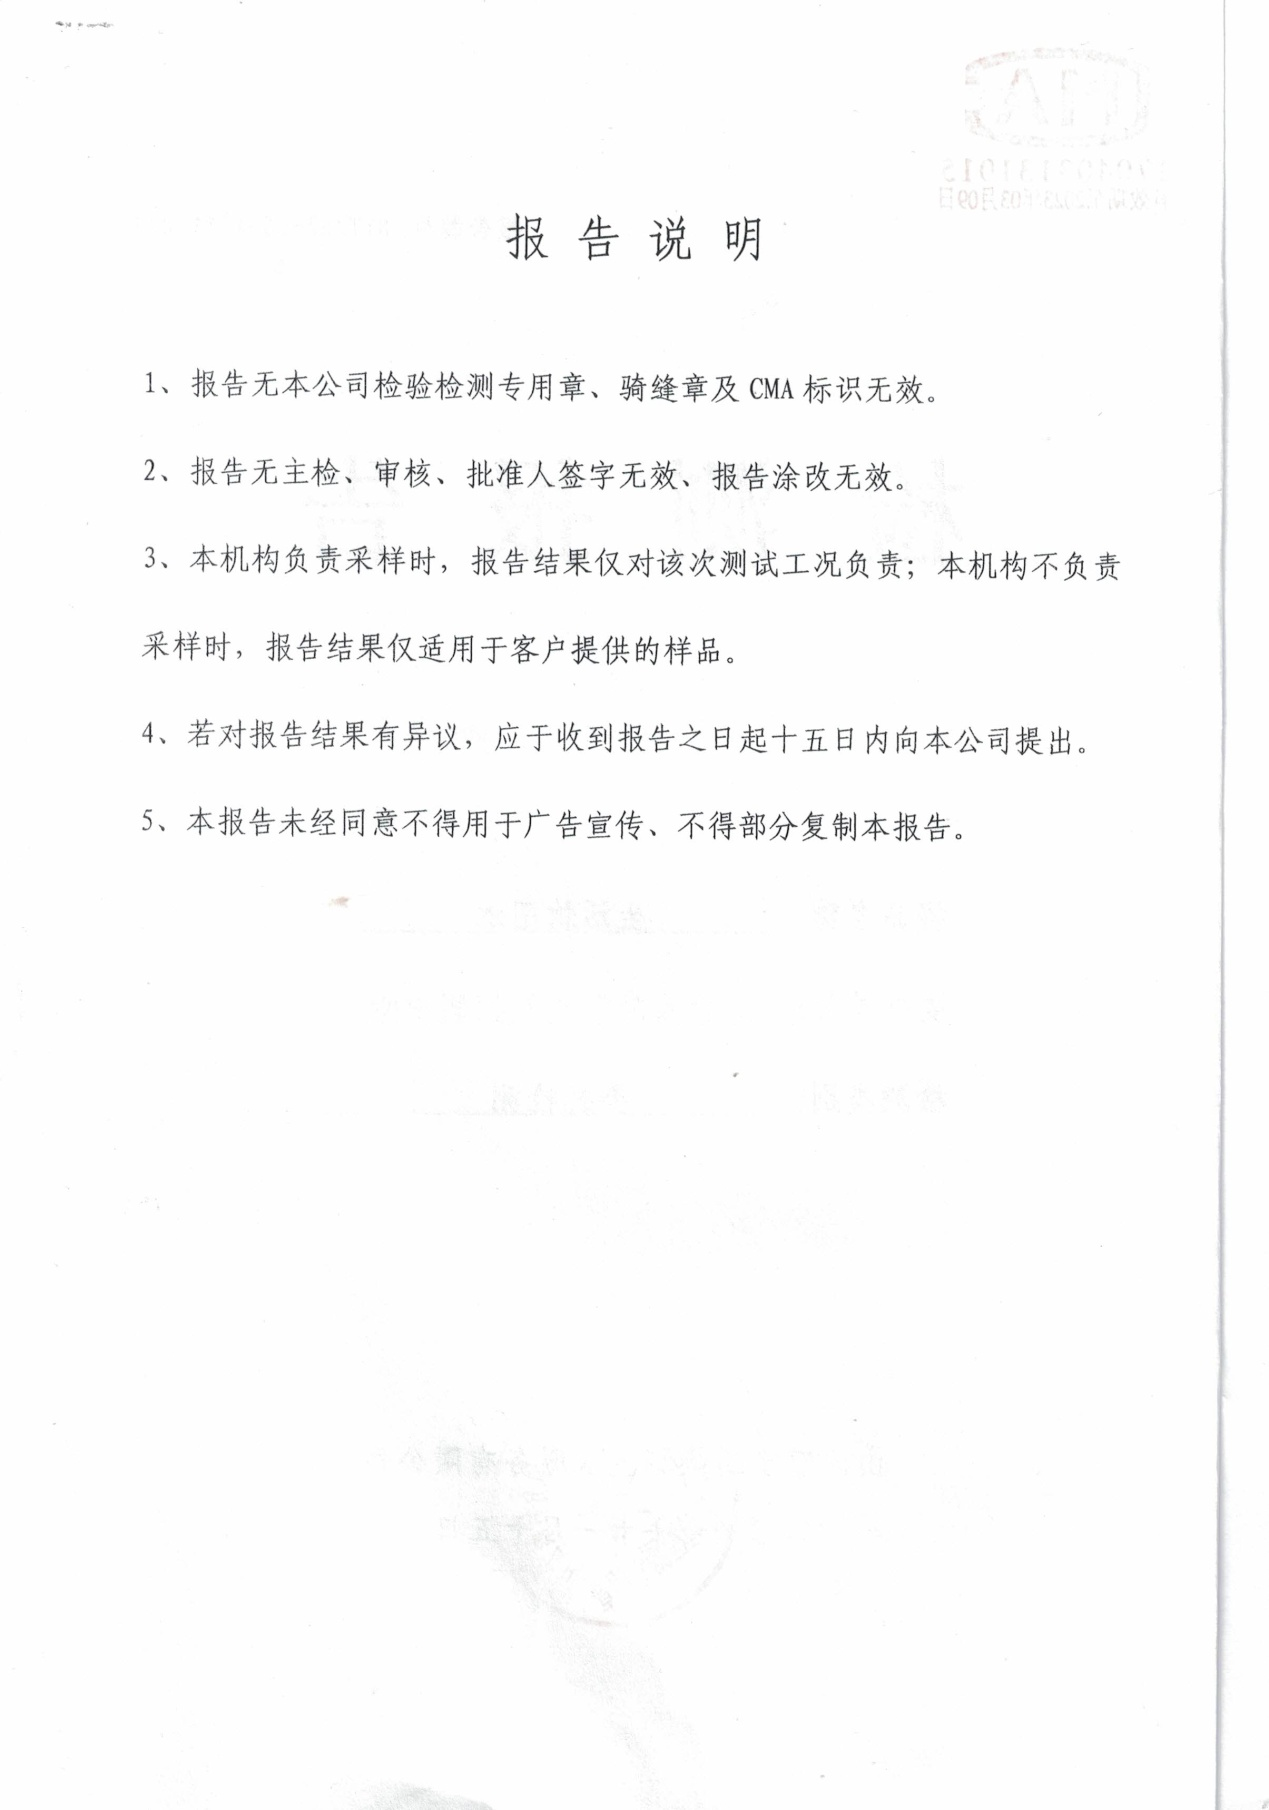 报告说明
1、报告无本公司检验检测专用章、骑缝章及 CMA 标识无效。
2、报告无主检、审核、批准人签字无效、报告涂改无效。
3、本机构负责采样时，报告结果仅对该次测试工况负责；本机构不负责
采样时，报告结果仅适用于客户提供的样品。
4、若对报告结果有异议，应于收到报告之日起十五日内向本公司提出。
5、本报告未经同意不得用于广告宣传、不得部分复制本报告。